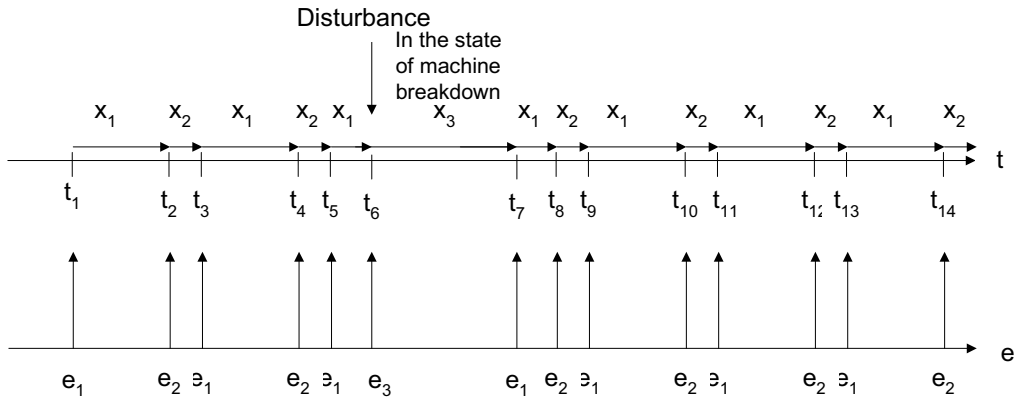 Disturbance
In the state
of machine
breakdown
x₁ x₂ x₁ x₂ x₁ x₃ x₁ x₂ x₁ x₂ x₁ x₂ x₁ x₂
t
t₁ t₂ t₃ t₄ t₅ t₆ t₇ t₈ t₉ t₁₀ t₁₁ t₁₂ t₁₃ t₁₄
e
e₁ e₂ e₁ e₂ e₁ e₃ e₁ e₂ e₁ e₂ e₁ e₂ e₁ e₂